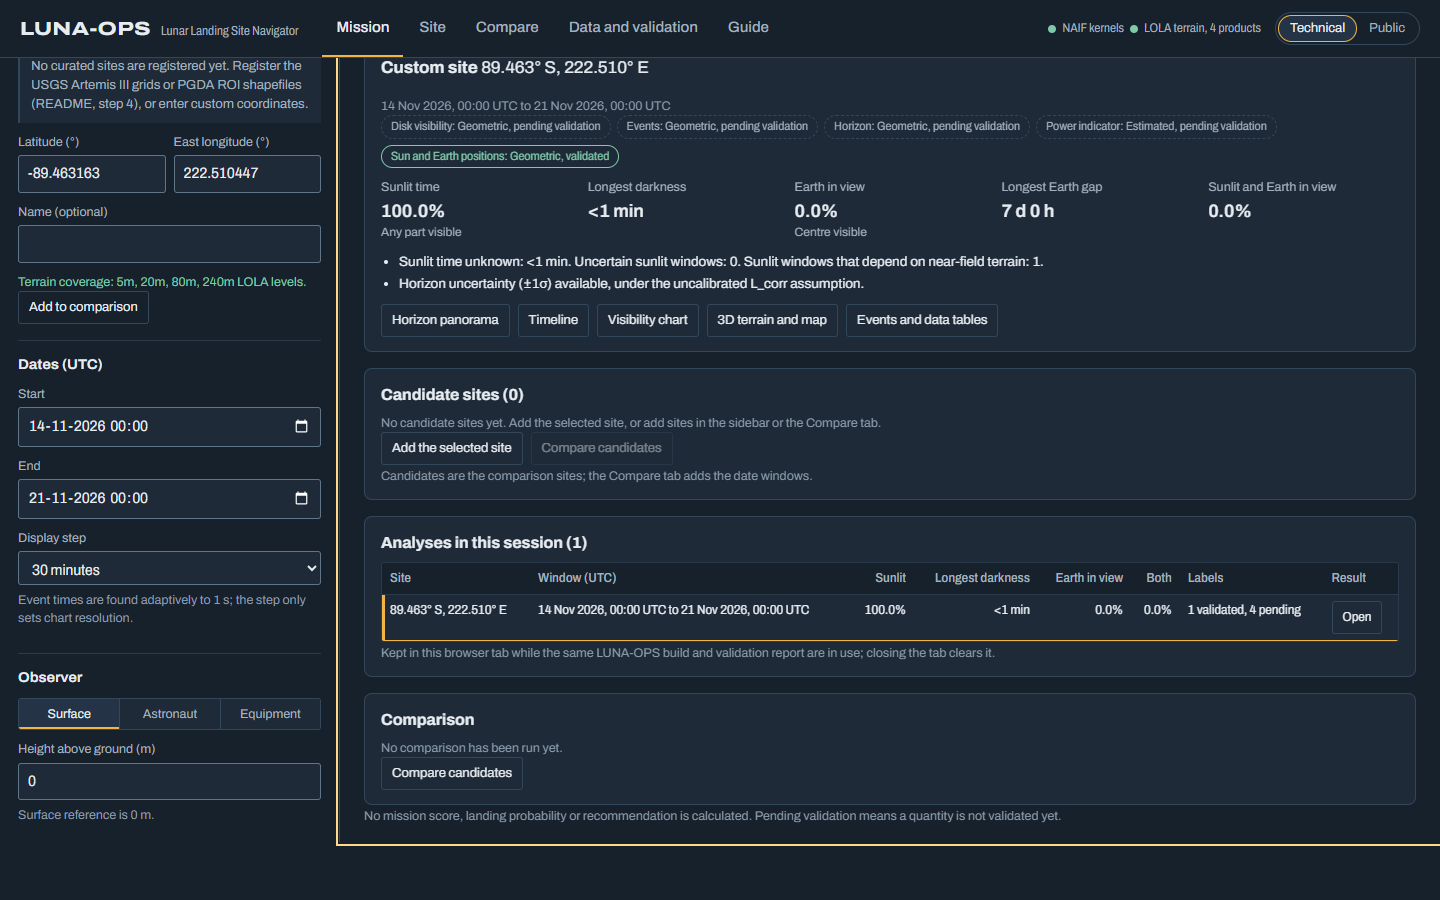 LUNA-OPS Lunar Landing Site Navigator
Mission Site Compare Data and validation Guide
NAIF kernels LOLA terrain, 4 products
Technical Public
No curated sites are registered yet. Register the
USGS Artemis III grids or PGDA ROI shapefiles
(README, step 4), or enter custom coordinates.
Latitude (°) East longitude (°)
-89.463163 222.510447
Name (optional)
Terrain coverage: 5m, 20m, 80m, 240m LOLA levels.
Add to comparison
Dates (UTC)
Start
14-11-2026 00:00
End
21-11-2026 00:00
Display step
30 minutes
Event times are found adaptively to 1 s; the step only
sets chart resolution.
Observer
Surface Astronaut Equipment
Height above ground (m)
0
Surface reference is 0 m.
Custom site 89.463° S, 222.510° E
14 Nov 2026, 00:00 UTC to 21 Nov 2026, 00:00 UTC
Disk visibility: Geometric, pending validation Events: Geometric, pending validation Horizon: Geometric, pending validation Power indicator: Estimated, pending validation
Sun and Earth positions: Geometric, validated
Sunlit time Longest darkness Earth in view Longest Earth gap Sunlit and Earth in view
100.0% <1 min 0.0% 7 d 0 h 0.0%
Any part visible Centre visible
• Sunlit time unknown: <1 min. Uncertain sunlit windows: 0. Sunlit windows that depend on near-field terrain: 1.
• Horizon uncertainty (±1σ) available, under the uncalibrated L_corr assumption.
Horizon panorama Timeline Visibility chart 3D terrain and map Events and data tables
Candidate sites (0)
No candidate sites yet. Add the selected site, or add sites in the sidebar or the Compare tab.
Add the selected site Compare candidates
Candidates are the comparison sites; the Compare tab adds the date windows.
Analyses in this session (1)
Site Window (UTC) Sunlit Longest darkness Earth in view Both Labels Result
89.463° S, 222.510° E 14 Nov 2026, 00:00 UTC to 21 Nov 2026, 00:00 UTC 100.0% <1 min 0.0% 0.0% 1 validated, 4 pending Open
Kept in this browser tab while the same LUNA-OPS build and validation report are in use; closing the tab clears it.
Comparison
No comparison has been run yet.
Compare candidates
No mission score, landing probability or recommendation is calculated. Pending validation means a quantity is not validated yet.